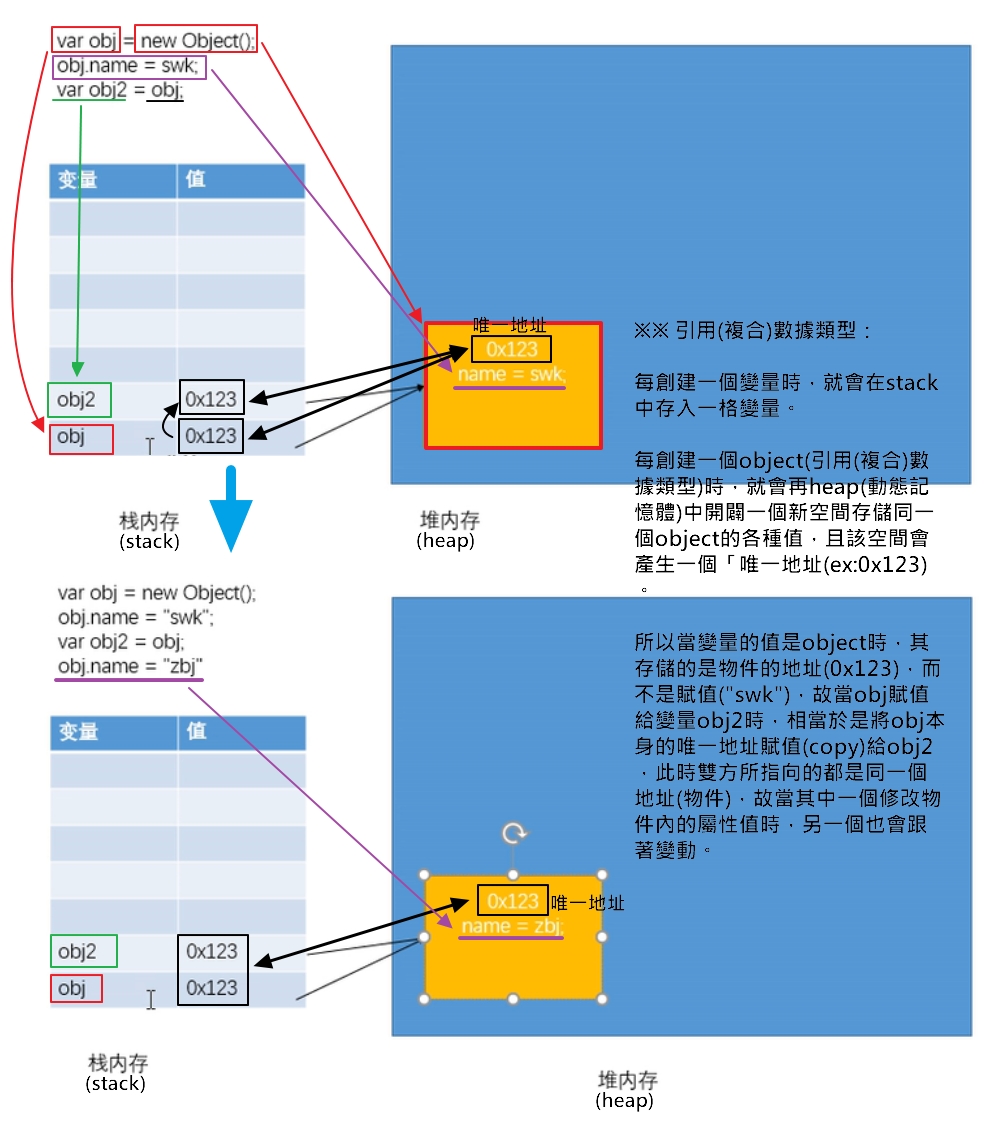 var obj = new Object();
obj.name = swk;
var obj2 = obj;
变量 值
obj2 0x123
obj 0x123
栈内存
(stack)
唯一地址
0x123
name = swk;
堆内存
(heap)
※※ 引用(複合)數據類型：
每創建一個變量時，就會在stack
中存入一格變量。
每創建一個object(引用(複合)數
據類型)時，就會再heap(動態記
憶體)中開闢一個新空間存儲同一
個object的各種值，且該空間會
產生一個「唯一地址(ex:0x123)
。
所以當變量的值是object時，其
存儲的是物件的地址(0x123)，而
不是賦值("swk")，故當obj賦值
給變量obj2時，相當於是將obj本
身的唯一地址賦值(copy)給obj2
，此時雙方所指向的都是同一個
地址(物件)，故當其中一個修改物
件內的屬性值時，另一個也會跟
著變動。
var obj = new Object();
obj.name = "swk";
var obj2 = obj;
obj.name = "zbj"
变量 值
obj2 0x123
obj 0x123
栈内存
(stack)
0x123 唯一地址
name = zbj;
堆内存
(heap)